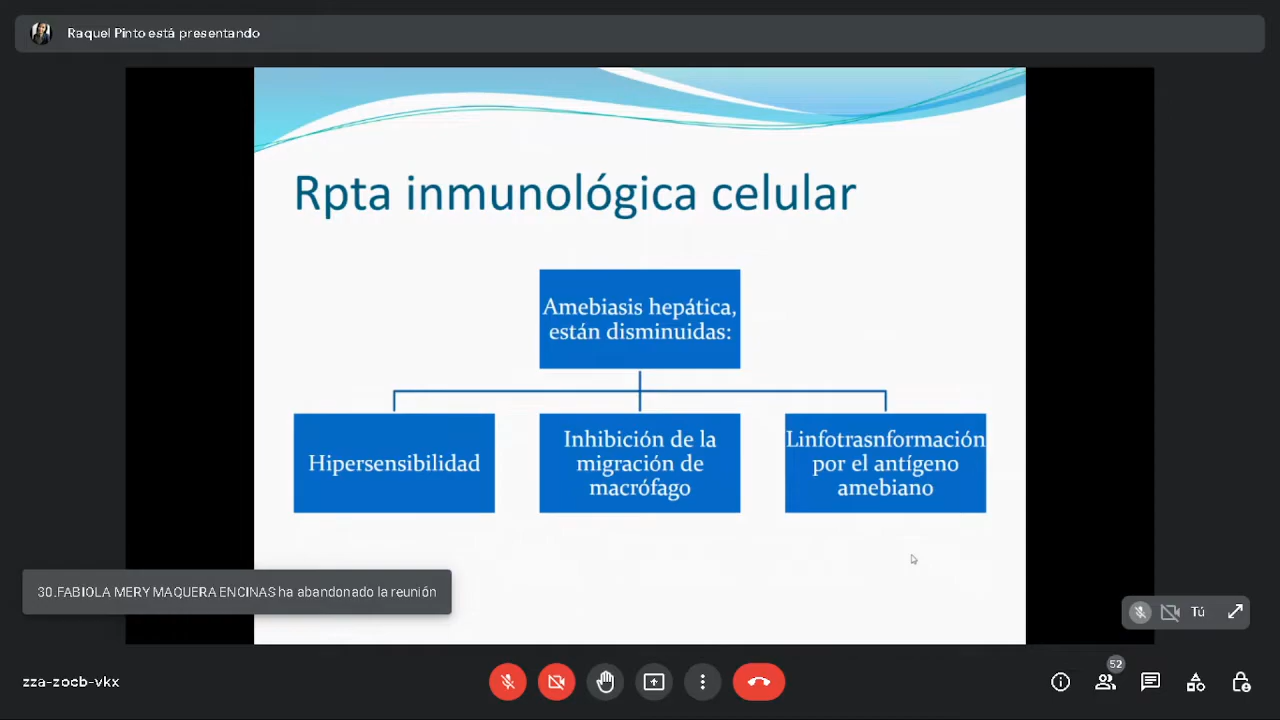 Raquel Pinto está presentando
Rpta inmunológica celular
Amebiasis hepática,
están disminuidas:
Hipersensibilidad
Inhibición de la
migración de
macrófago
Linfotrasnformación
por el antígeno
amebiano
30.FABIOLA MERY MAQUERA ENCINAS ha abandonado la reunión
Tú
52
zza-zocb-vkx